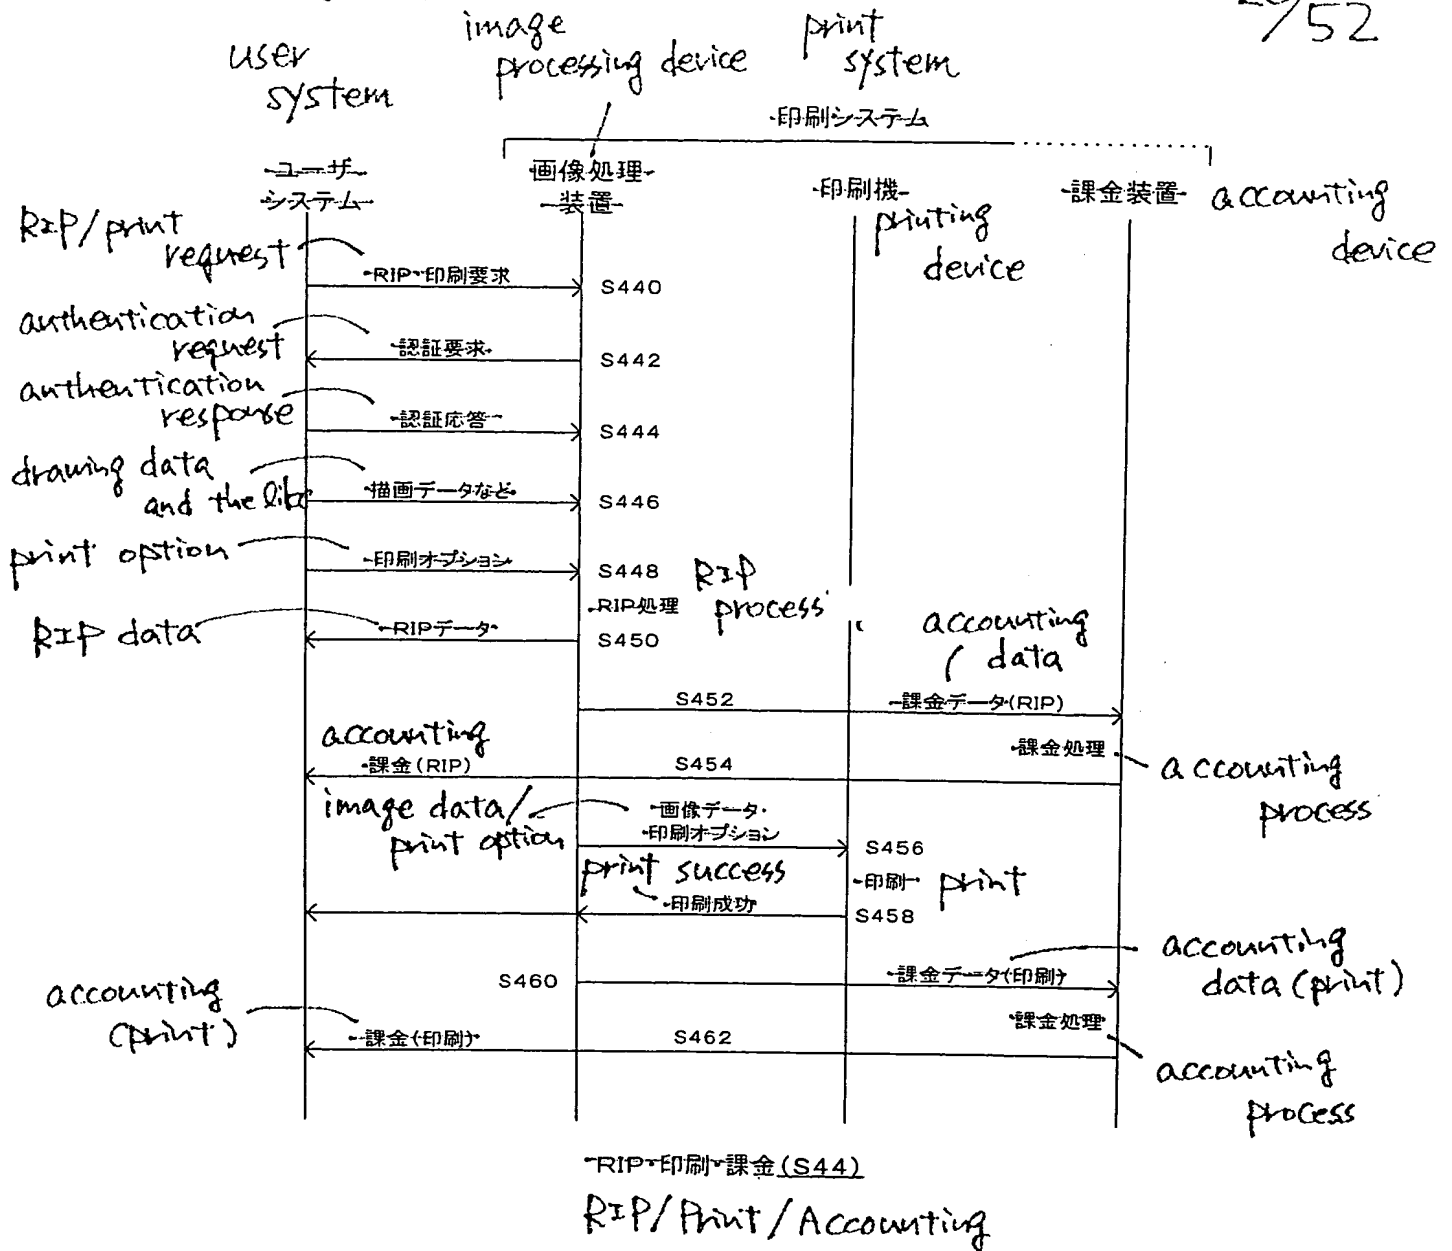 /52
image
processing device
print
system
user
system
印刷システム
ユーザ
システム
画像処理
装置
印刷機
printing
device
課金装置
accounting
device
RIP/print
request
RIP・印刷要求
S440
authentication
request
認証要求
S442
authentication
response
認証応答
S444
drawing data
and the like
描画データなど
S446
print option
印刷オプション
S448
RIP処理
RIP
process
RIP data
RIPデータ
S450
accounting
data
S452
課金データ(RIP)
accounting
課金(RIP)
S454
課金処理
accounting
process
image data/
print option
画像データ・
印刷オプション
S456
print success
印刷
print
印刷成功
S458
S460
課金データ(印刷)
accounting
data (print)
accounting
(print)
課金(印刷)
S462
課金処理
accounting
process
RIP・印刷・課金(S44)
RIP/Print/Accounting